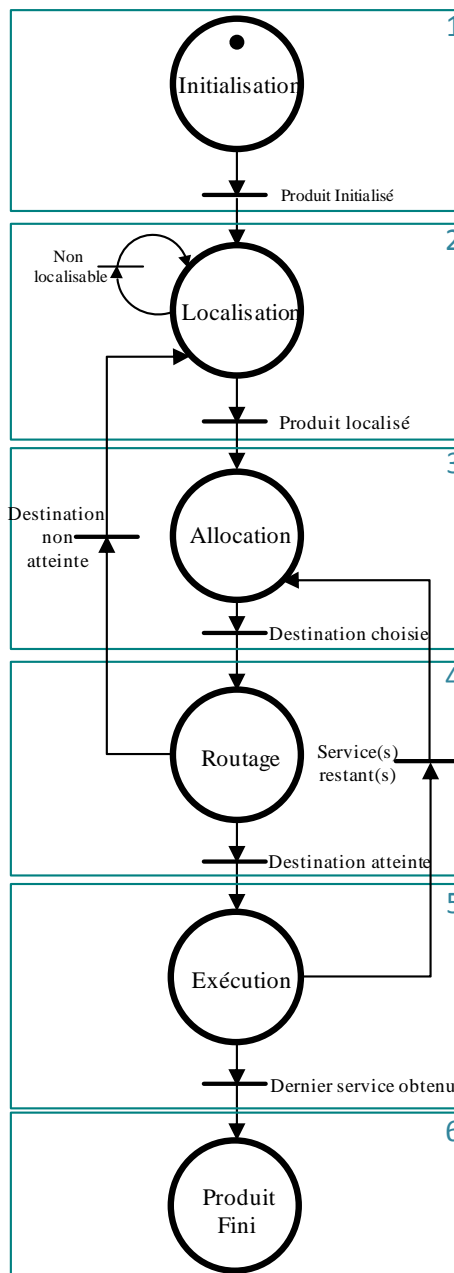 1
Initialisation
Produit Initialisé
2
Non
localisable
Localisation
Produit localisé
3
Destination
non
atteinte
Allocation
Destination choisie
4
Routage
Service(s)
restant(s)
Destination atteinte
5
Exécution
Dernier service obtenu
6
Produit
Fini